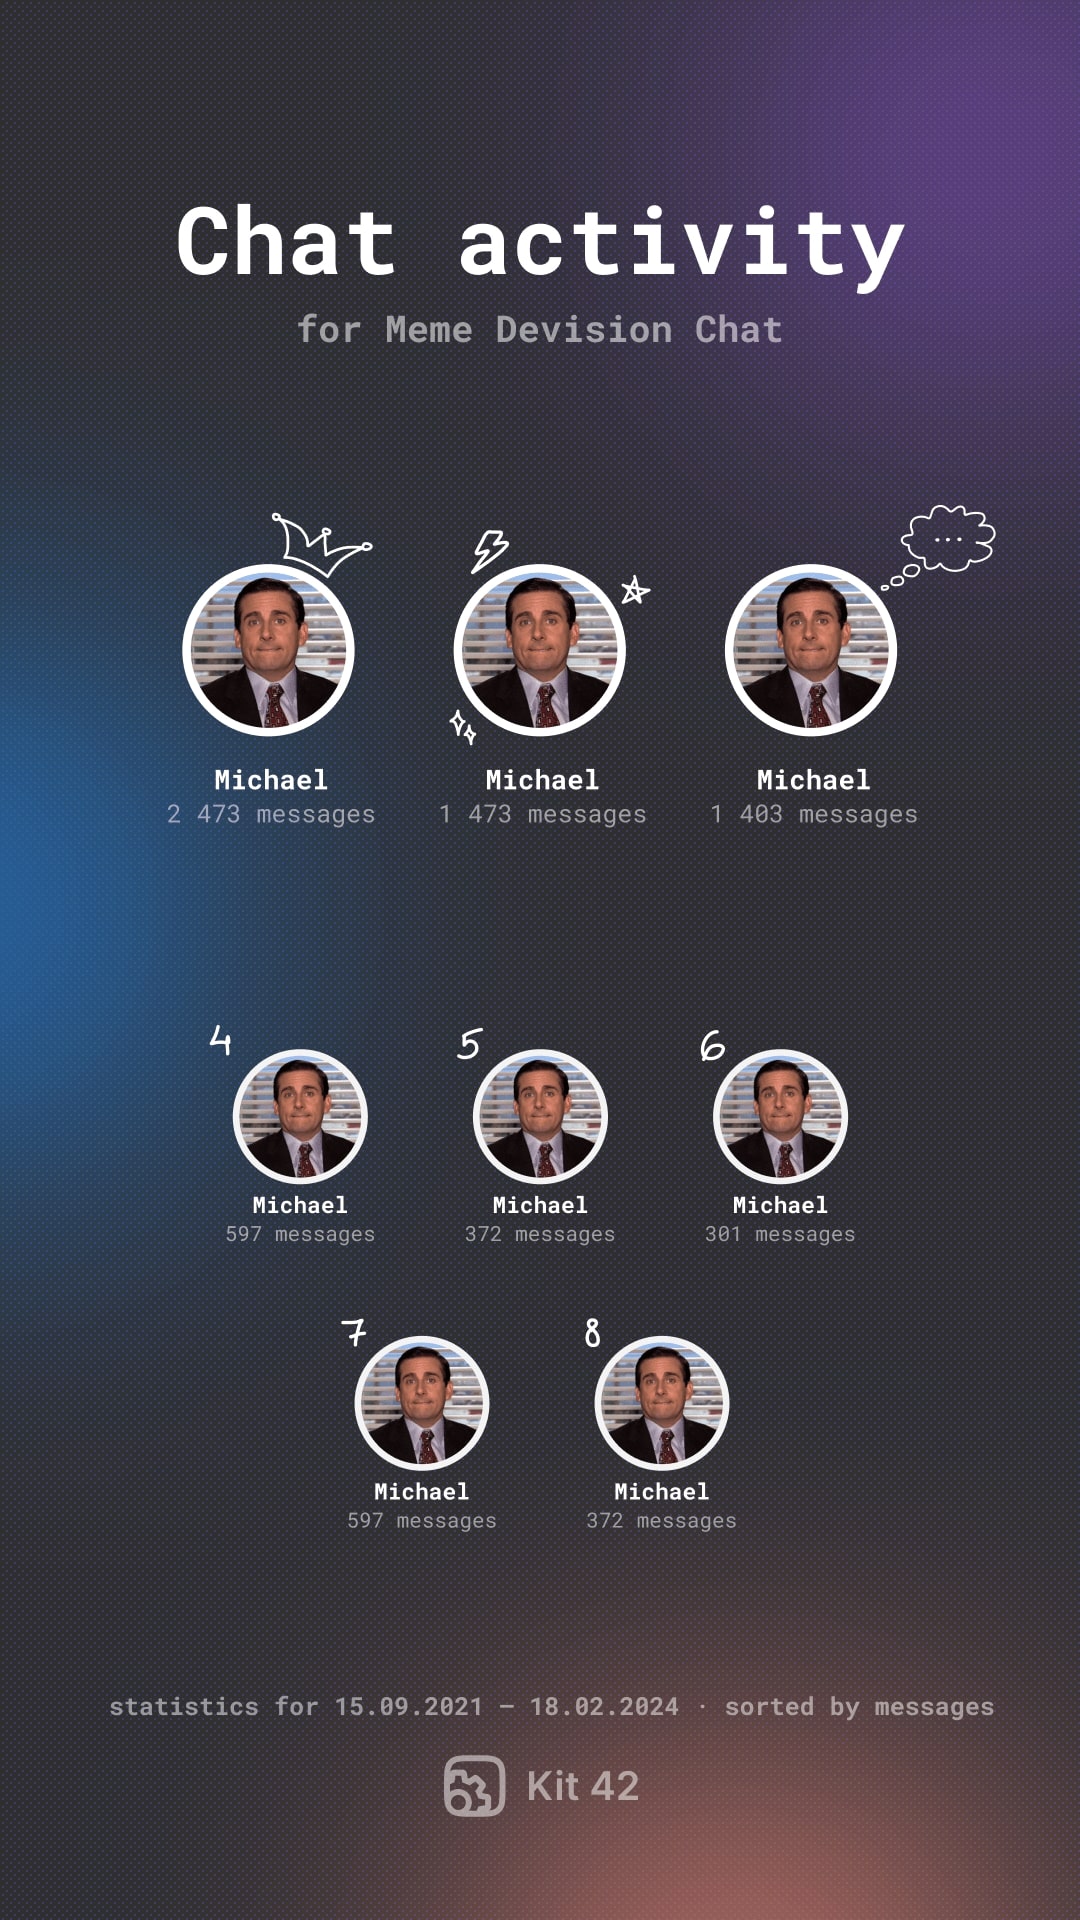 Chat activity
for Meme Devision Chat
...
Michael
2 473 messages
Michael
1 473 messages
Michael
1 403 messages
4
Michael
597 messages
5
Michael
372 messages
6
Michael
301 messages
7
Michael
597 messages
8
Michael
372 messages
statistics for 15.09.2021 – 18.02.2024 · sorted by messages
Kit 42